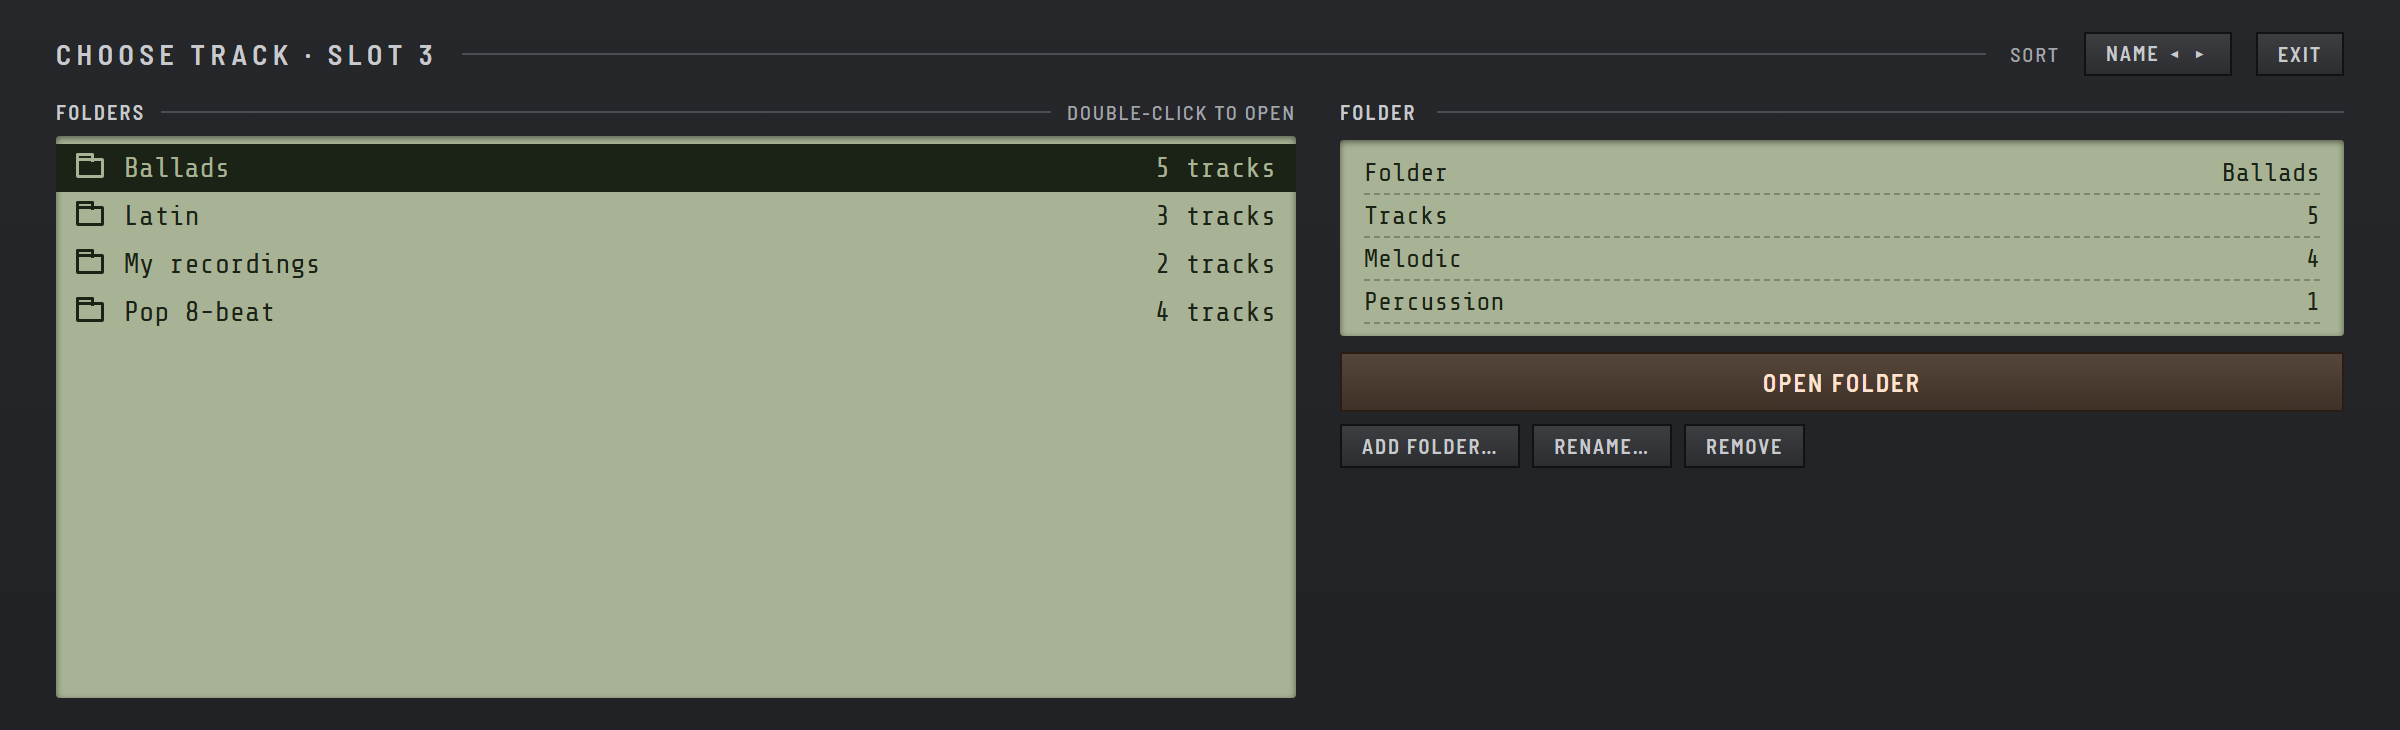 CHOOSE TRACK · SLOT 3
SORT
NAME ◂ ▸
EXIT
FOLDERS
DOUBLE-CLICK TO OPEN
Ballads 5 tracks
Latin 3 tracks
My recordings 2 tracks
Pop 8-beat 4 tracks
FOLDER
Folder Ballads
Tracks 5
Melodic 4
Percussion 1
OPEN FOLDER
ADD FOLDER…
RENAME…
REMOVE